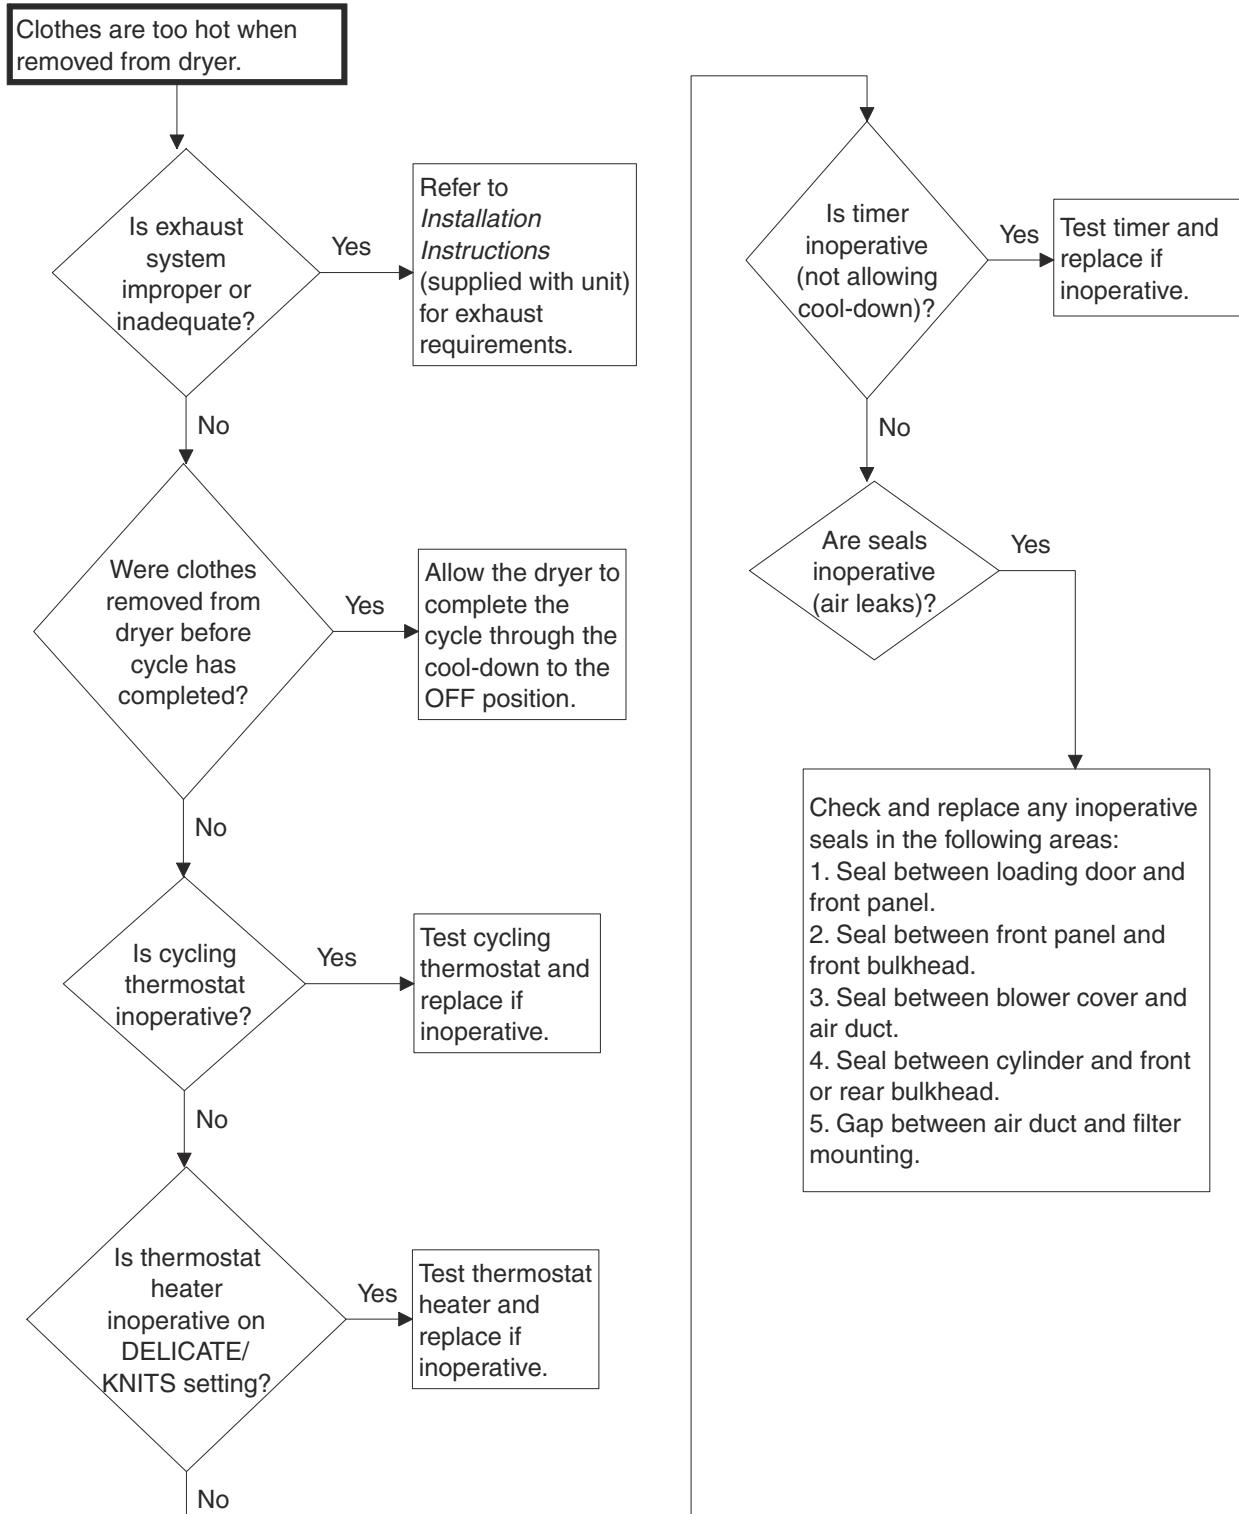 Clothes are too hot when
removed from dryer.
Is exhaust
system
improper or
inadequate?
Yes
Refer to
Installation
Instructions
(supplied with unit)
for exhaust
requirements.
No
Were clothes
removed from
dryer before
cycle has
completed?
Yes
Allow the dryer to
complete the
cycle through the
cool-down to the
OFF position.
No
Is cycling
thermostat
inoperative?
Yes
Test cycling
thermostat and
replace if
inoperative.
No
Is thermostat
heater
inoperative on
DELICATE/
KNITS setting?
Yes
Test thermostat
heater and
replace if
inoperative.
No
Is timer
inoperative
(not allowing
cool-down)?
Yes
Test timer and
replace if
inoperative.
No
Are seals
inoperative
(air leaks)?
Yes
Check and replace any inoperative
seals in the following areas:
1. Seal between loading door and
front panel.
2. Seal between front panel and
front bulkhead.
3. Seal between blower cover and
air duct.
4. Seal between cylinder and front
or rear bulkhead.
5. Gap between air duct and filter
mounting.